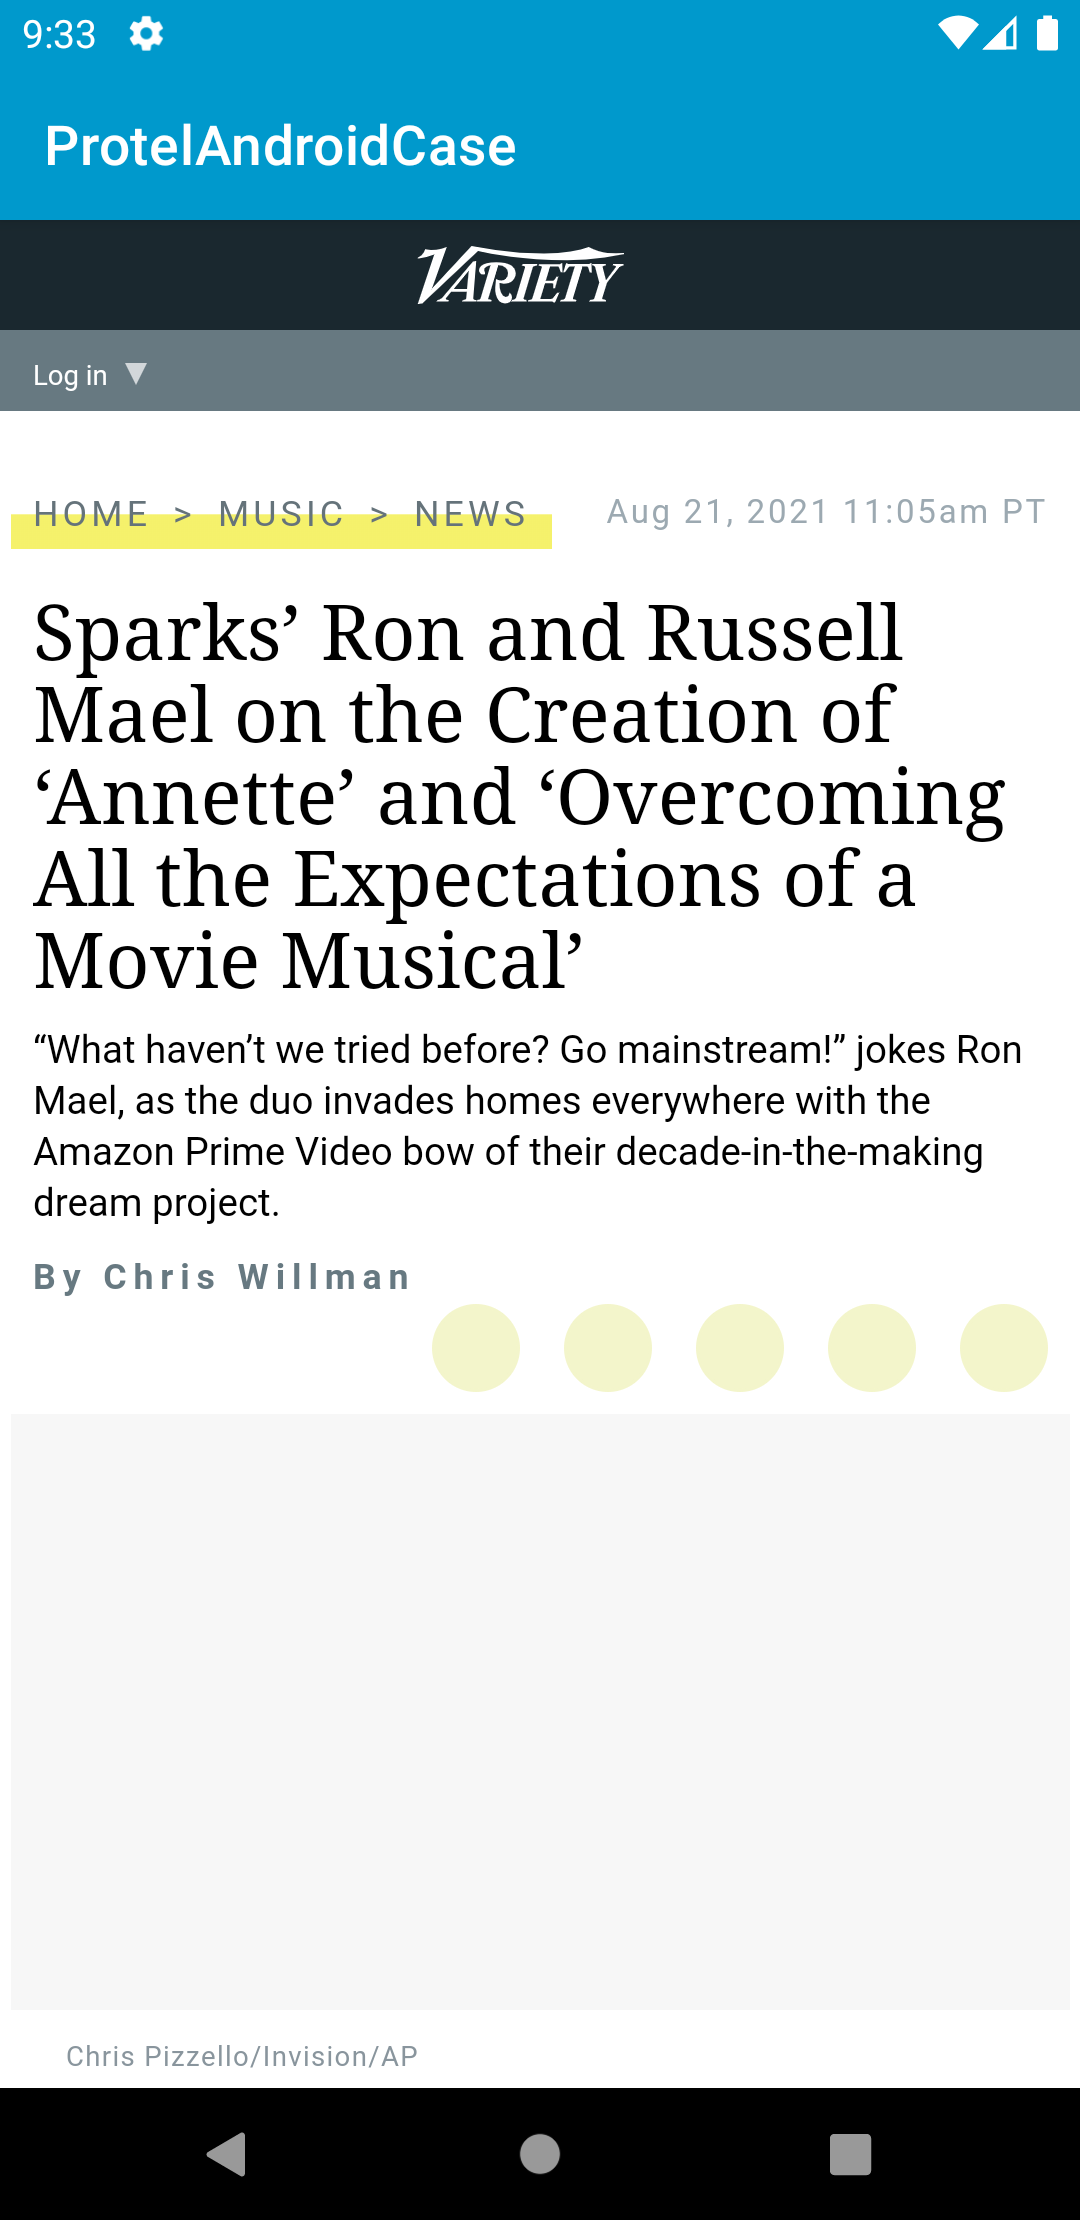 9:33
ProtelAndroidCase
VARIETY
Log in
HOME > MUSIC > NEWS
Aug 21, 2021 11:05am PT
Sparks’ Ron and Russell
Mael on the Creation of
‘Annette’ and ‘Overcoming
All the Expectations of a
Movie Musical’
“What haven’t we tried before? Go mainstream!” jokes Ron
Mael, as the duo invades homes everywhere with the
Amazon Prime Video bow of their decade-in-the-making
dream project.
By Chris Willman
Chris Pizzello/Invision/AP